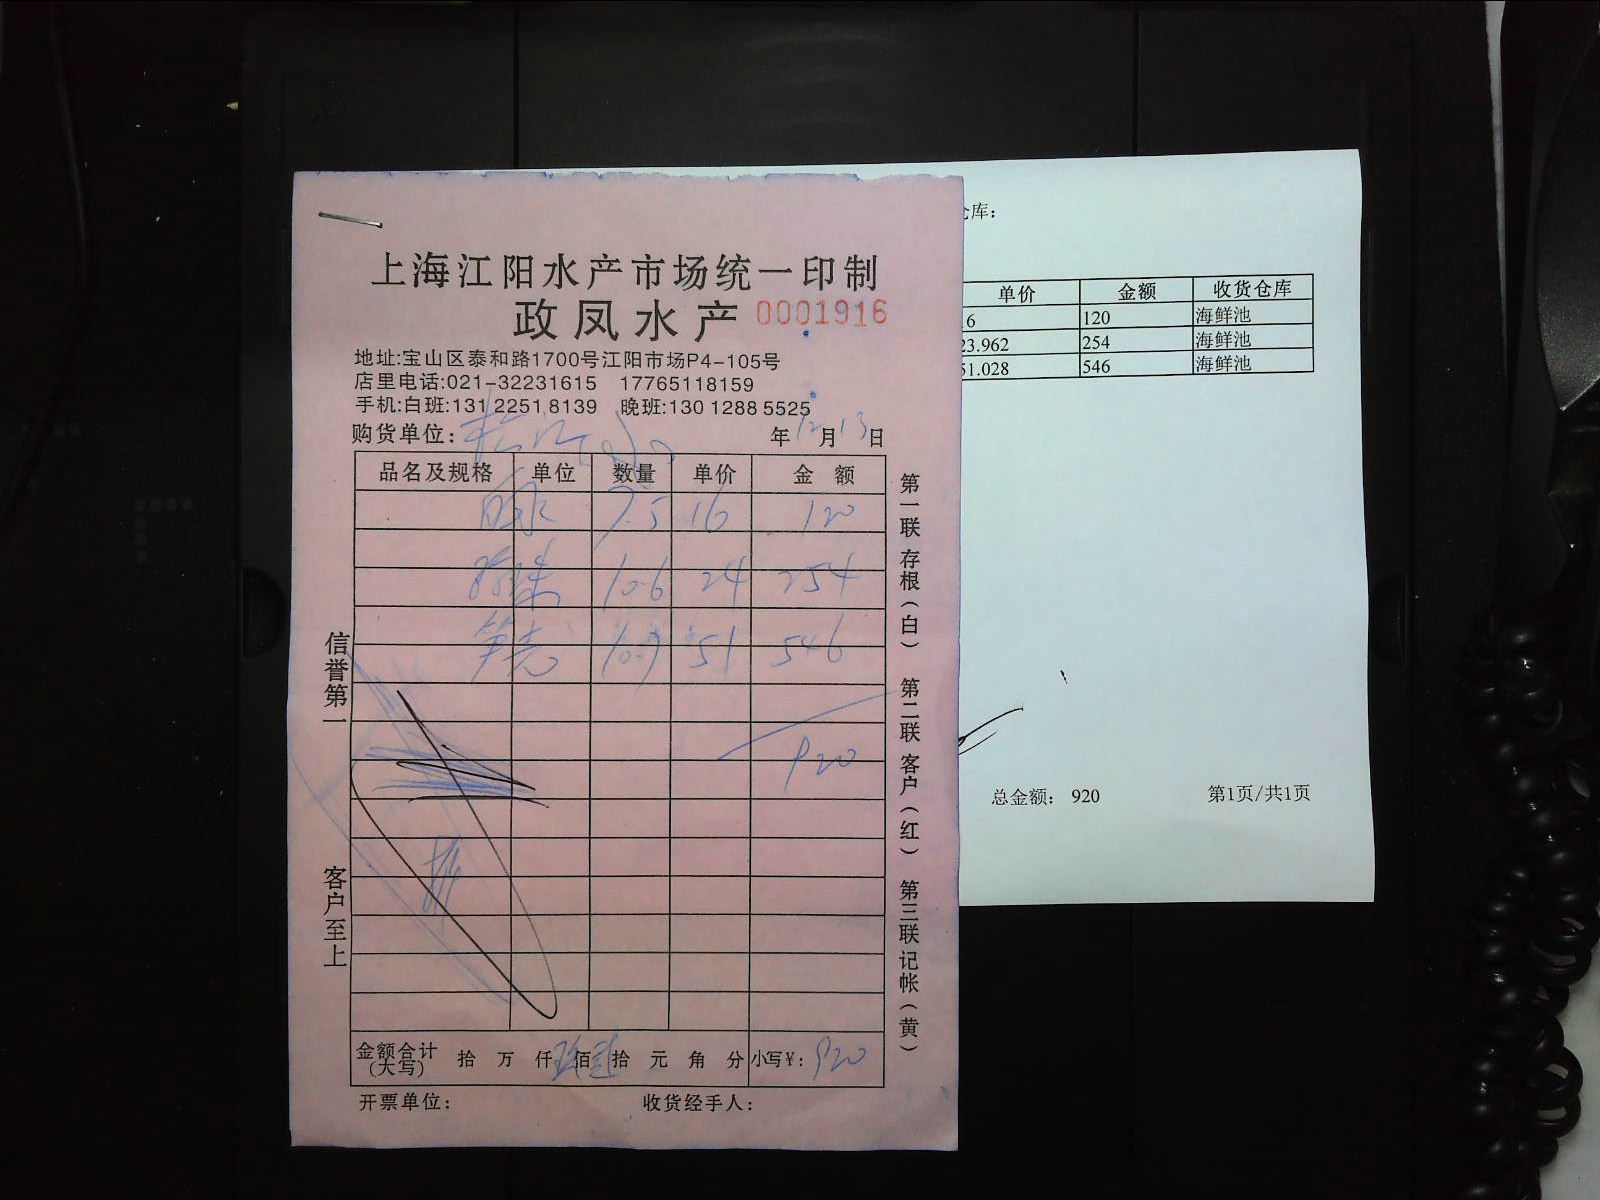 上海江阳水产市场统一印制
政凤水产 0001916
地址:宝山区泰和路1700号江阳市场P4-105号
店里电话:021-32231615 17765118159
手机:白班:131 2251 8139 晚班:130 1288 5525
购货单位: 年12月13日
品名及规格 单位 数量 单价 金 额
7.5 16 120
10.6 24 254
10.7 51 546
920
金额合计(大写) 拾 万 仟 玖佰贰拾 元 角 分 小写¥: 920
开票单位: 收货经手人:
信誉第一
客户至上
第一联 存根(白) 第二联 客户(红) 第三联 记帐(黄)
库:
单价 金额 收货仓库
6 120 海鲜池
23.962 254 海鲜池
51.028 546 海鲜池
总金额: 920 第1页/共1页